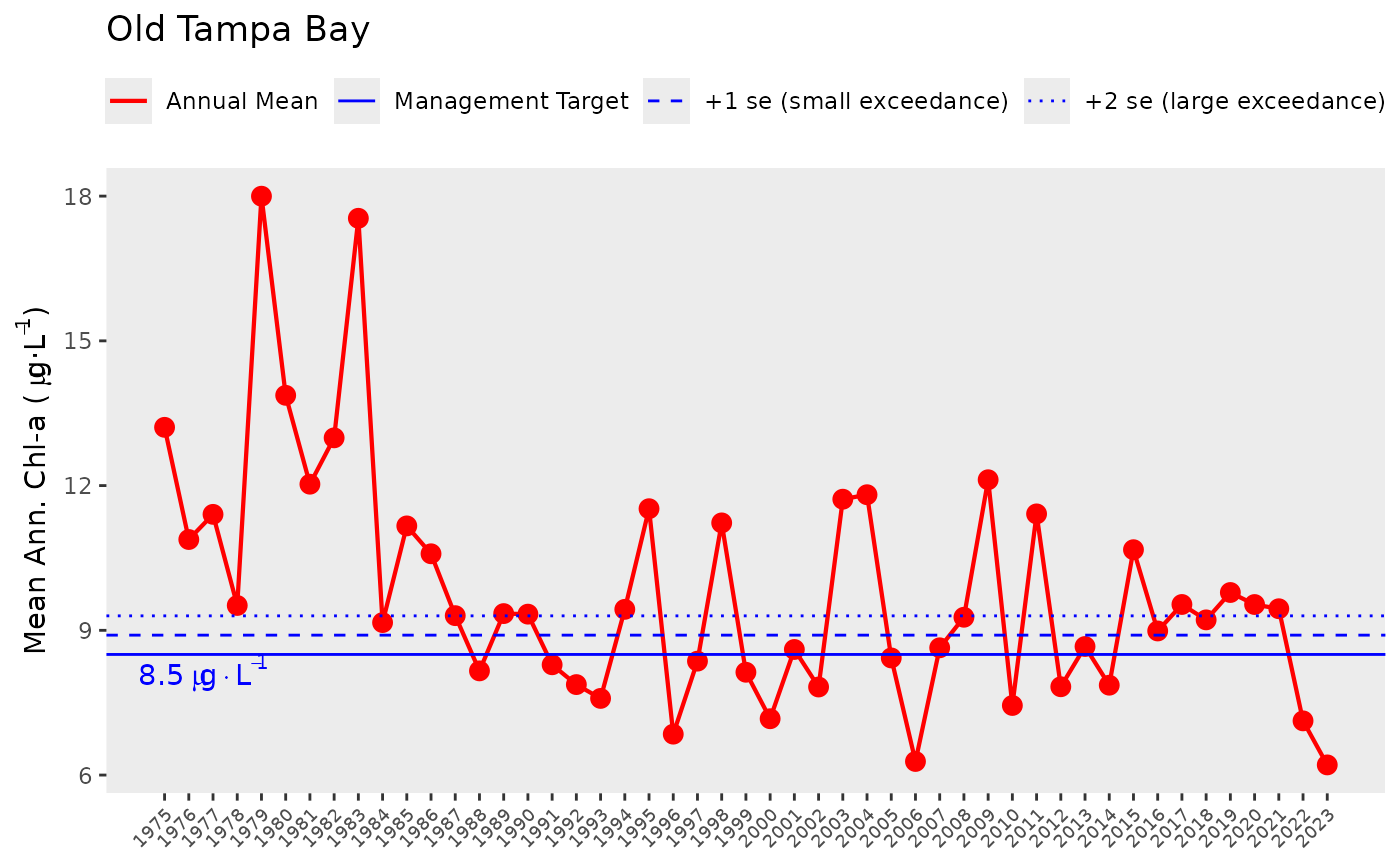 Old Tampa Bay
Annual Mean Management Target +1 se (small exceedance) +2 se (large exceedance)
Mean Ann. Chl-a ( μg·L⁻¹)
18
15
12
9
6
8.5 μg · L⁻¹
1975 1976 1977 1978 1979 1980 1981 1982 1983 1984 1985 1986 1987 1988 1989 1990 1991 1992 1993 1994 1995 1996 1997 1998 1999 2000 2001 2002 2003 2004 2005 2006 2007 2008 2009 2010 2011 2012 2013 2014 2015 2016 2017 2018 2019 2020 2021 2022 2023